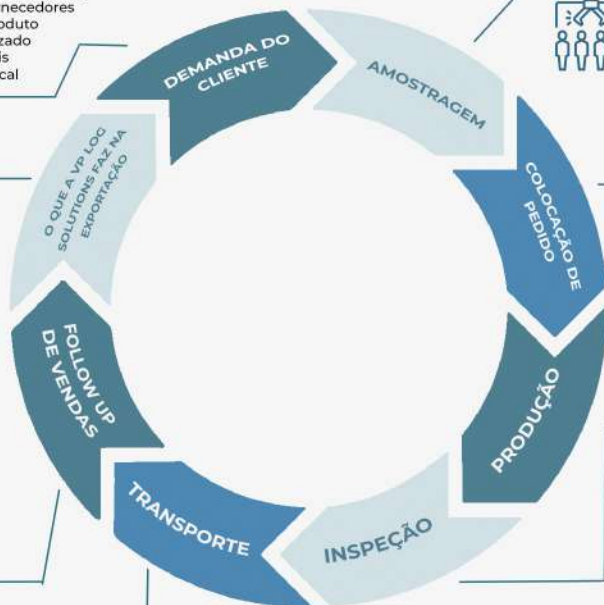 necedores
oduto
zado
is
cal
DEMANDA DO
CLIENTE
AMOSTRAGEM
COLOCAÇÃO DE
PEDIDO
PRODUÇÃO
INSPEÇÃO
TRANSPORTE
FOLLOW UP
DE VENDAS
O QUE A VP LOG
SOLUTIONS FAZ NA
EXPORTAÇÃO